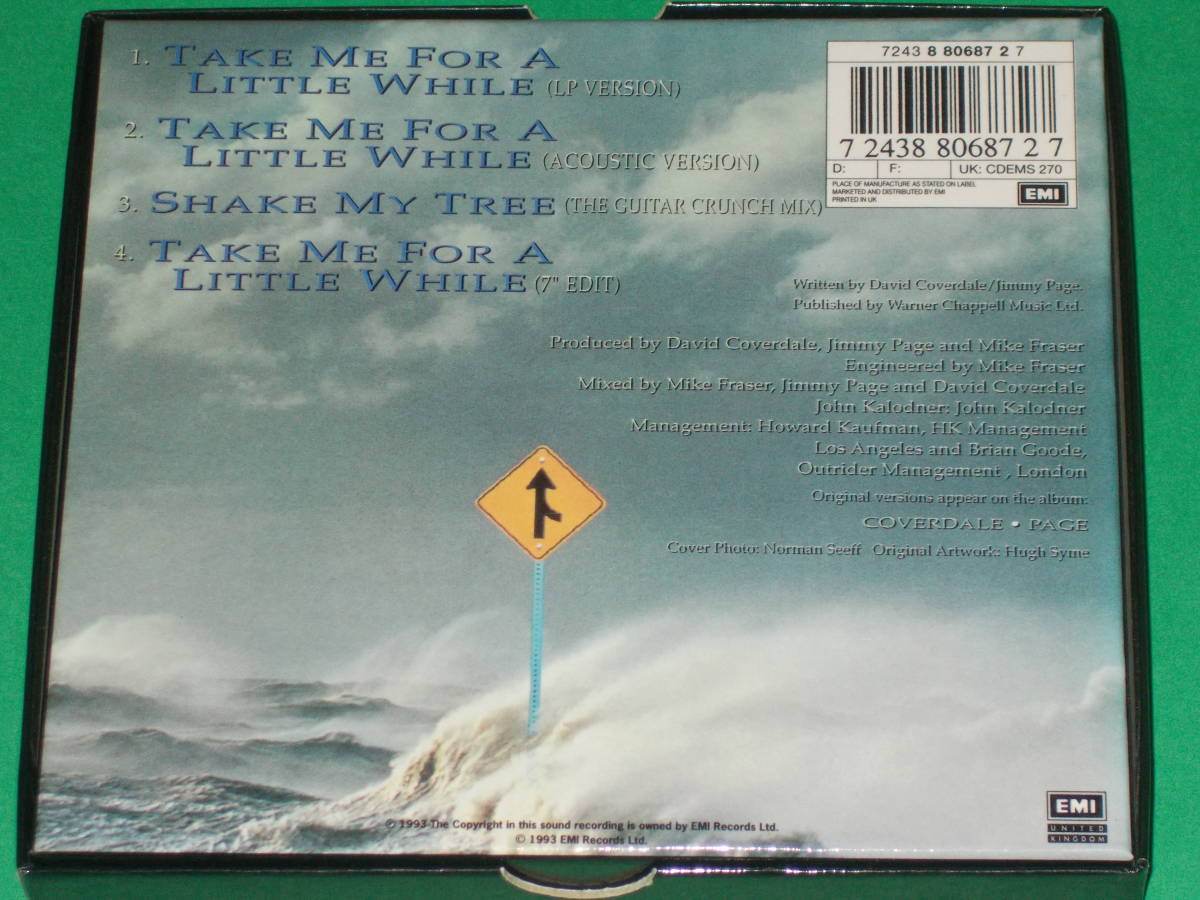 1. TAKE ME FOR A
LITTLE WHILE (LP VERSION)
2. TAKE ME FOR A
LITTLE WHILE (ACOUSTIC VERSION)
3. SHAKE MY TREE (THE GUITAR CRUNCH MIX)
4. TAKE ME FOR A
LITTLE WHILE (7" EDIT)
7243 8 80687 2 7
7 24388 80687 2 7
D: F: UK: CDEMS 270
PLACE OF MANUFACTURE AS STATED ON LABEL
MARKETED AND DISTRIBUTED BY EMI
PRINTED IN UK
EMI
Written by David Coverdale/Jimmy Page.
Published by Warner Chappell Music Ltd.
Produced by David Coverdale, Jimmy Page and Mike Fraser
Engineered by Mike Fraser
Mixed by Mike Fraser, Jimmy Page and David Coverdale
John Kalodner: John Kalodner
Management: Howard Kaufman, HK Management
Los Angeles and Brian Goode,
Outrider Management , London
Original versions appear on the album:
COVERDALE • PAGE
Cover Photo: Norman Seeff Original Artwork: Hugh Syme
℗ 1993 The Copyright in this sound recording is owned by EMI Records Ltd.
© 1993 EMI Records Ltd.
EMI
UNITED
KINGDOM